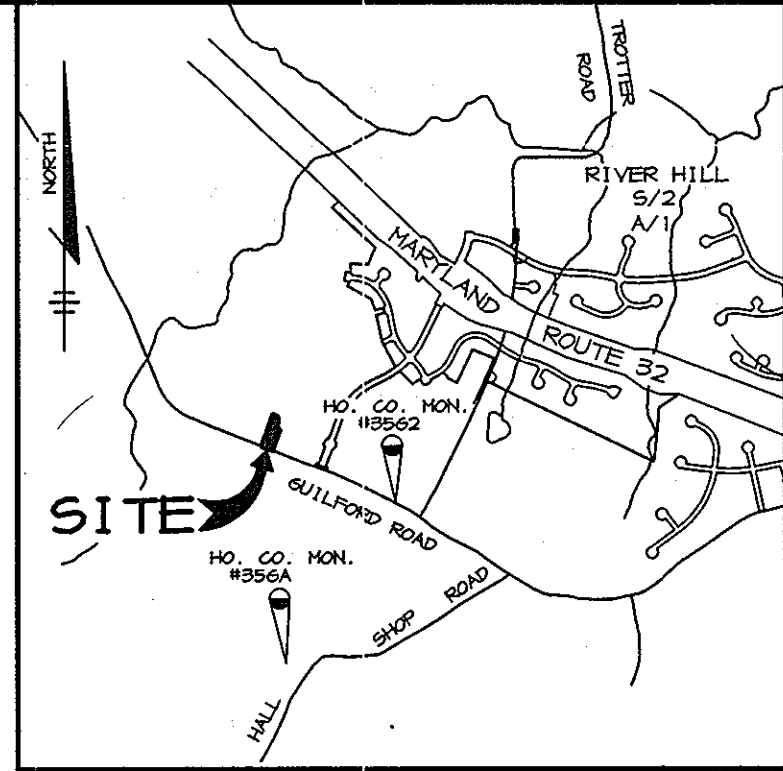 NORTH
TROTTER
ROAD
RIVER HILL
S/2
A/1
MARYLAND
ROUTE 32
HO. CO. MON.
#3562
GUILFORD ROAD
SITE
HO. CO. MON.
#356A
SHOP ROAD
HALL